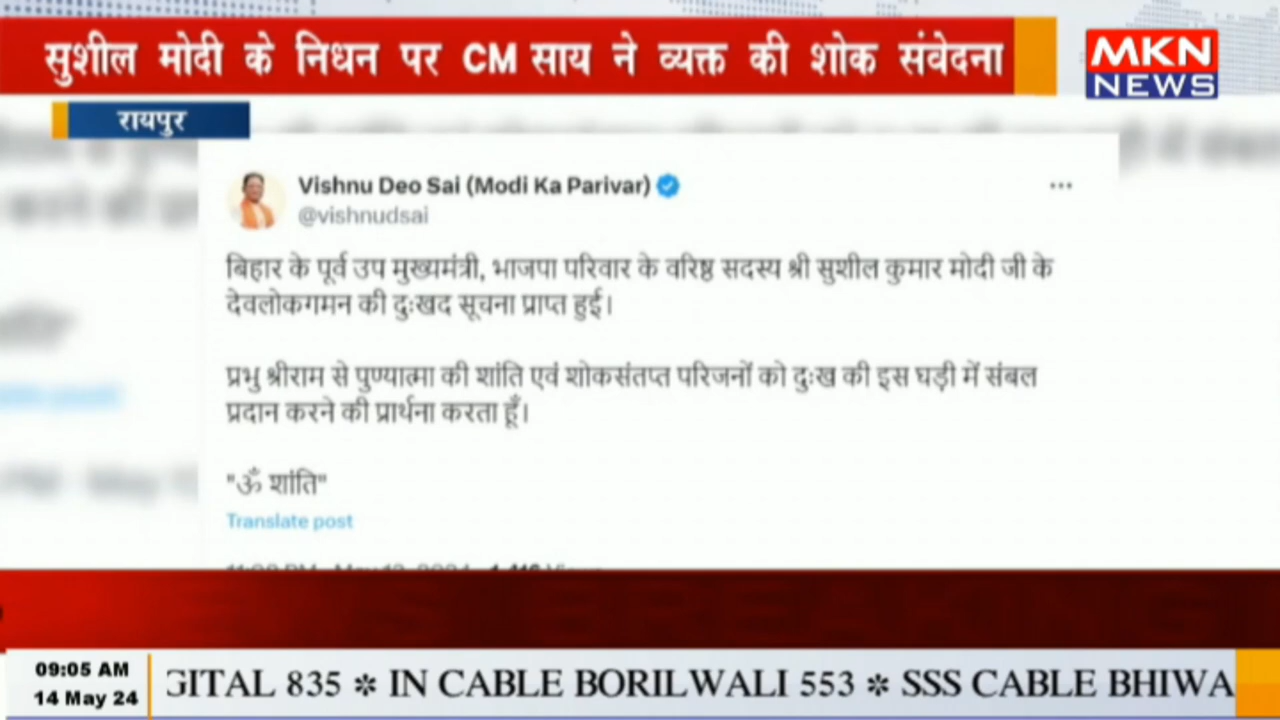 सुशील मोदी के निधन पर CM साय ने व्यक्त की शोक संवेदना
MKN
NEWS
रायपुर
Vishnu Deo Sai (Modi Ka Parivar)
@vishnudsai
बिहार के पूर्व उप मुख्यमंत्री, भाजपा परिवार के वरिष्ठ सदस्य श्री सुशील कुमार मोदी जी के
देवलोकगमन की दुःखद सूचना प्राप्त हुई।
प्रभु श्रीराम से पुण्यात्मा की शांति एवं शोकसंतप्त परिजनों को दुःख की इस घड़ी में संबल
प्रदान करने की प्रार्थना करता हूँ।
"ॐ शांति"
Translate post
09:05 AM
14 May 24
GITAL 835 * IN CABLE BORILWALI 553 * SSS CABLE BHIWA